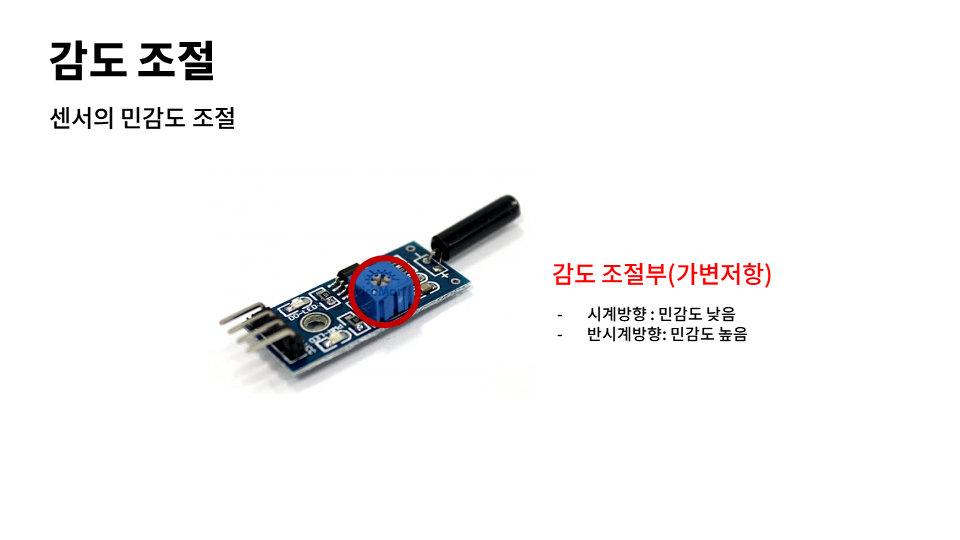 감도 조절
센서의 민감도 조절
감도 조절부(가변저항)
- 시계방향 : 민감도 낮음
- 반시계방향: 민감도 높음
PWR-LED